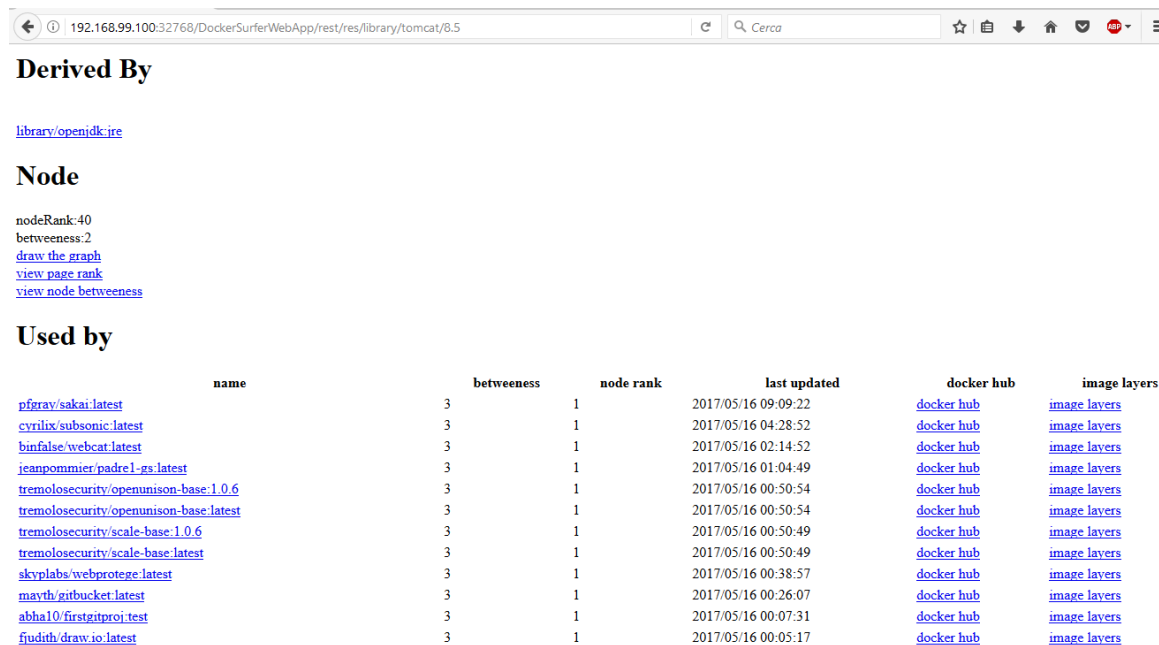 192.168.99.100:32768/DockerSurferWebApp/rest/res/library/tomcat/8.5 Cerca ABP
Derived By
library/openjdk:jre
Node
nodeRank:40
betweeness:2
draw the graph
view page rank
view node betweeness
Used by
name betweeness node rank last updated docker hub image layers
pfgray/sakai:latest 3 1 2017/05/16 09:09:22 docker hub image layers
cyrilix/subsonic:latest 3 1 2017/05/16 04:28:52 docker hub image layers
binfalse/webcat:latest 3 1 2017/05/16 02:14:52 docker hub image layers
jeanpommier/padre1-gs:latest 3 1 2017/05/16 01:04:49 docker hub image layers
tremolosecurity/openunison-base:1.0.6 3 1 2017/05/16 00:50:54 docker hub image layers
tremolosecurity/openunison-base:latest 3 1 2017/05/16 00:50:54 docker hub image layers
tremolosecurity/scale-base:1.0.6 3 1 2017/05/16 00:50:49 docker hub image layers
tremolosecurity/scale-base:latest 3 1 2017/05/16 00:50:49 docker hub image layers
skyplabs/webprotege:latest 3 1 2017/05/16 00:38:57 docker hub image layers
mayth/gitbucket:latest 3 1 2017/05/16 00:26:07 docker hub image layers
abha10/firstgitproj:test 3 1 2017/05/16 00:07:31 docker hub image layers
fjudith/draw.io:latest 3 1 2017/05/16 00:05:17 docker hub image layers